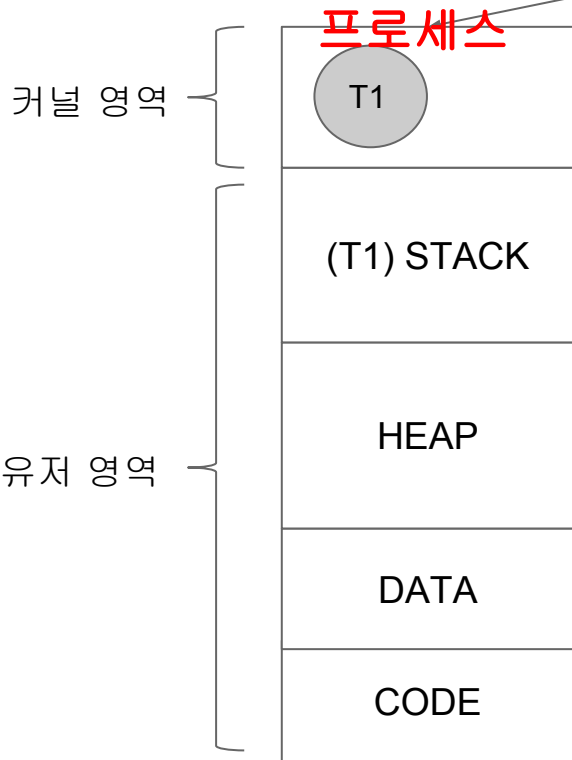 프로세스
커널 영역
T1
(T1) STACK
HEAP
유저 영역
DATA
CODE